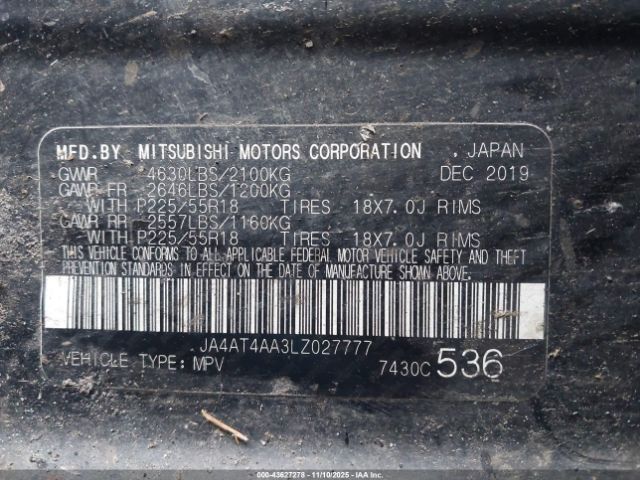 MFD.BY MITSUBISHI MOTORS CORPORATION . JAPAN
GVWR 4630LBS/2100KG DEC 2019
GAWR FR 2646LBS/1200KG
WITH P225/55R18 TIRES 18X7.0J RIMS
GAWR RR 2557LBS/1160KG
WITH P225/55R18 TIRES 18X7.0J RIMS
THIS VEHICLE CONFORMS TO ALL APPLICABLE FEDERAL MOTOR VEHICLE SAFETY AND THEFT
PREVENTION STANDARDS IN EFFECT ON THE DATE OF MANUFACTURE SHOWN ABOVE.
. JA4AT4AA3LZ027777
VEHICLE TYPE: MPV 7430C 536
000-43627278 - 11/10/2025 - IAAI.COM